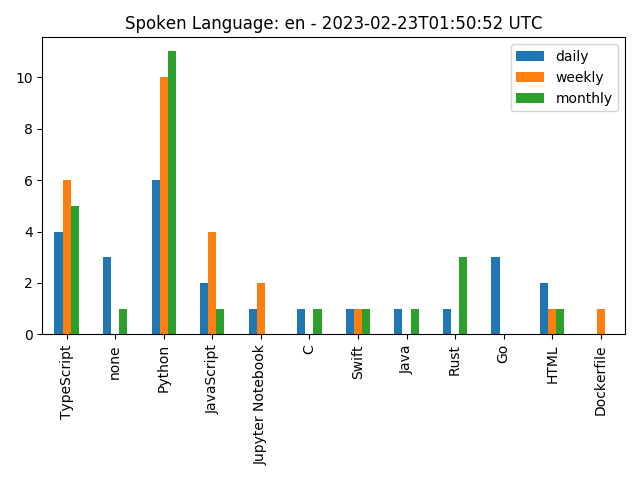 Spoken Language: en - 2023-02-23T01:50:52 UTC
daily
weekly
monthly
10
8
6
4
2
0
TypeScript
none
Python
JavaScript
Jupyter Notebook
C
Swift
Java
Rust
Go
HTML
Dockerfile